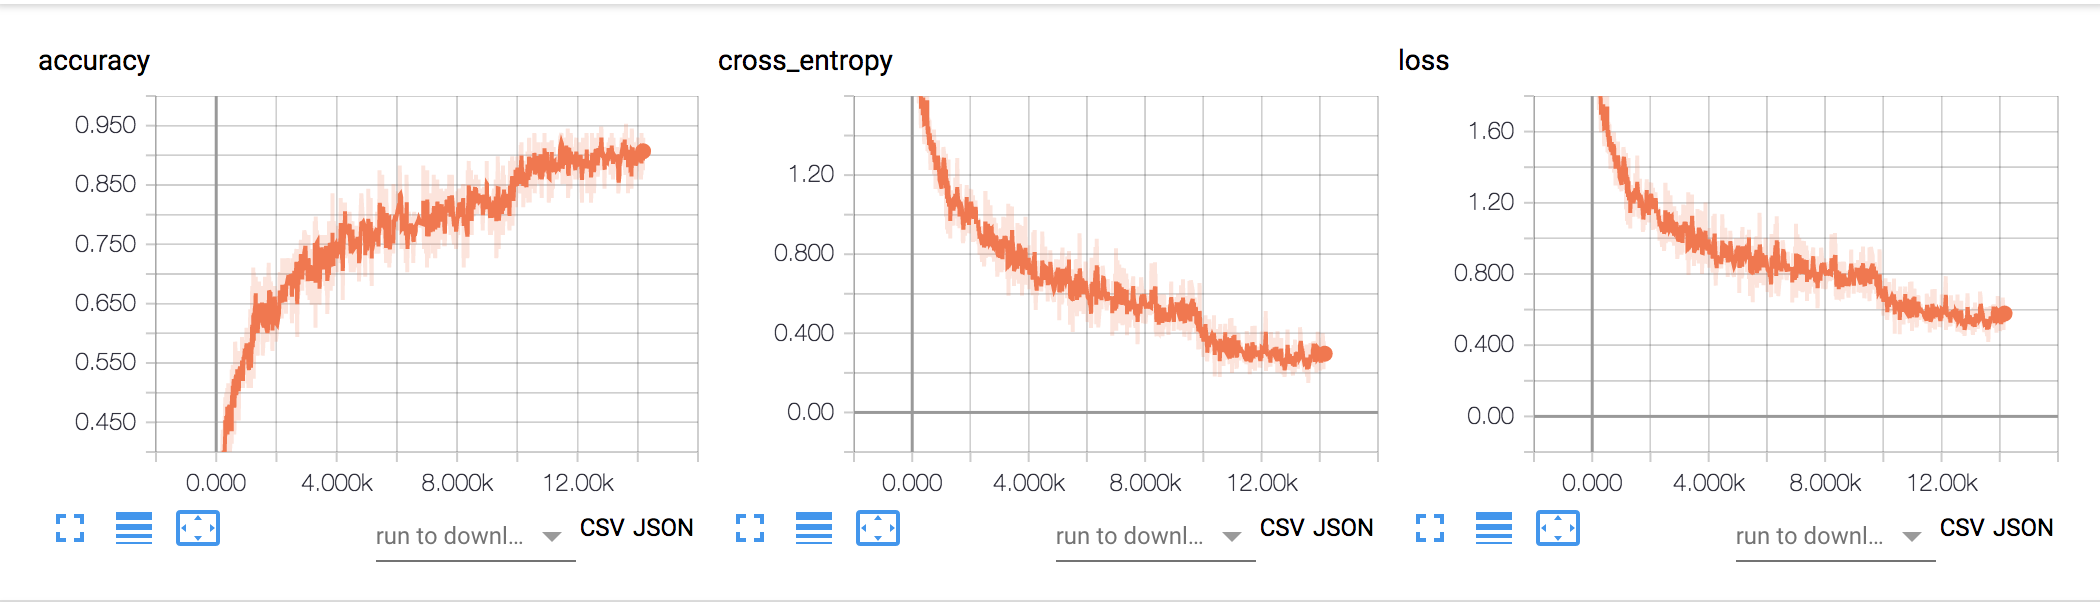 accuracy
0.950
0.850
0.750
0.650
0.550
0.450
0.000 4.000k 8.000k 12.00k
run to downl... CSV JSON
cross_entropy
1.20
0.800
0.400
0.00
0.000 4.000k 8.000k 12.00k
run to downl... CSV JSON
loss
1.60
1.20
0.800
0.400
0.00
0.000 4.000k 8.000k 12.00k
run to downl... CSV JSON